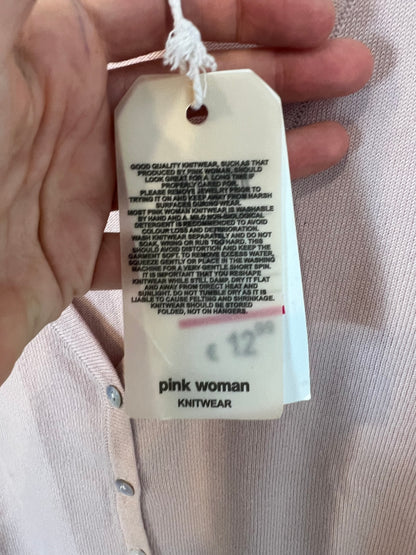 GOOD QUALITY KNITWEAR, SUCH AS THAT
PRODUCED BY PINK WOMAN, SHOULD
LOOK GREAT FOR A LONG TIME IF
PROPERLY CARED FOR.
PLEASE REMOVE JEWELRY PRIOR TO
TRYING IT ON AND KEEP AWAY FROM HARSH
SURFACES DURING WEAR.
MOST PINK WOMAN KNITWEAR IS WASHABLE
BY HAND AND A MILD NON-BIOLOGICAL
DETERGENT IS RECOMMENDED TO AVOID
COLOUR LOSS AND DETERIORATION.
WASH KNITWEAR SEPARATELY AND DO NOT
SOAK, WRING OR RUB TOO HARD. THIS
SHOULD AVOID DISTORTION AND KEEP THE
GARMENT SOFT. TO REMOVE EXCESS WATER,
SQUEEZE GENTLY OR PLACE IN THE WASHING
MACHINE FOR A VERY GENTLE SHORT SPIN.
IT IS IMPORTANT THAT YOU RESHAPE
KNITWEAR WHILE STILL DAMP, DRY IT FLAT
AND AWAY FROM DIRECT HEAT AND
SUNLIGHT. DO NOT TUMBLE DRY AS IT IS
LIABLE TO CAUSE FELTING AND SHRINKAGE.
KNITWEAR SHOULD BE STORED
FOLDED, NOT ON HANGERS.
€ 12
pink woman
KNITWEAR